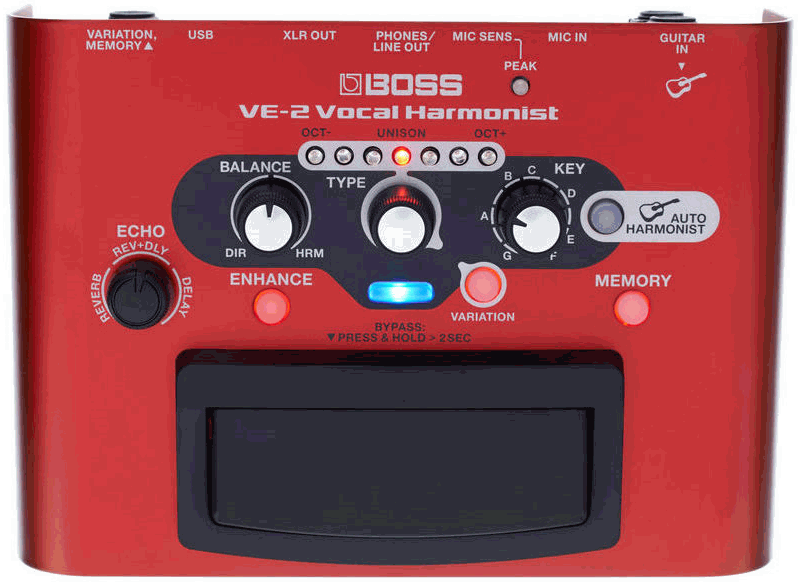 VARIATION,
MEMORY▲
USB
XLR OUT
PHONES/
LINE OUT
MIC SENS
MIC IN
GUITAR
IN
▼
PEAK
BOSS
VE-2 Vocal Harmonist
OCT- UNISON OCT+
BALANCE
TYPE
DIR HRM
KEY
A B C D E F G
AUTO
HARMONIST
ECHO
REVERB REV+DLY DELAY
ENHANCE
VARIATION
MEMORY
BYPASS:
▼PRESS & HOLD > 2SEC